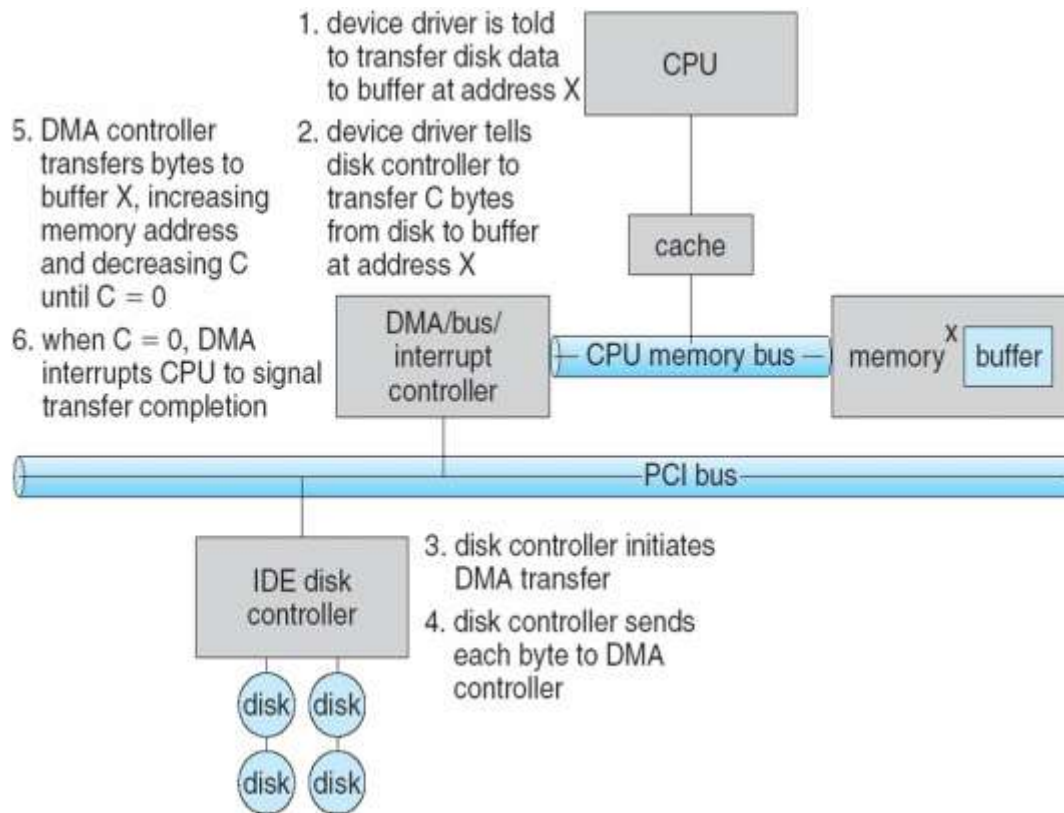 1. device driver is told
to transfer disk data
to buffer at address X
CPU
5. DMA controller
transfers bytes to
buffer X, increasing
memory address
and decreasing C
until C = 0
2. device driver tells
disk controller to
transfer C bytes
from disk to buffer
at address X
cache
6. when C = 0, DMA
interrupts CPU to signal
transfer completion
DMA/bus/
interrupt
controller
CPU memory bus
memory
X
buffer
PCI bus
IDE disk
controller
3. disk controller initiates
DMA transfer
4. disk controller sends
each byte to DMA
controller
disk
disk
disk
disk